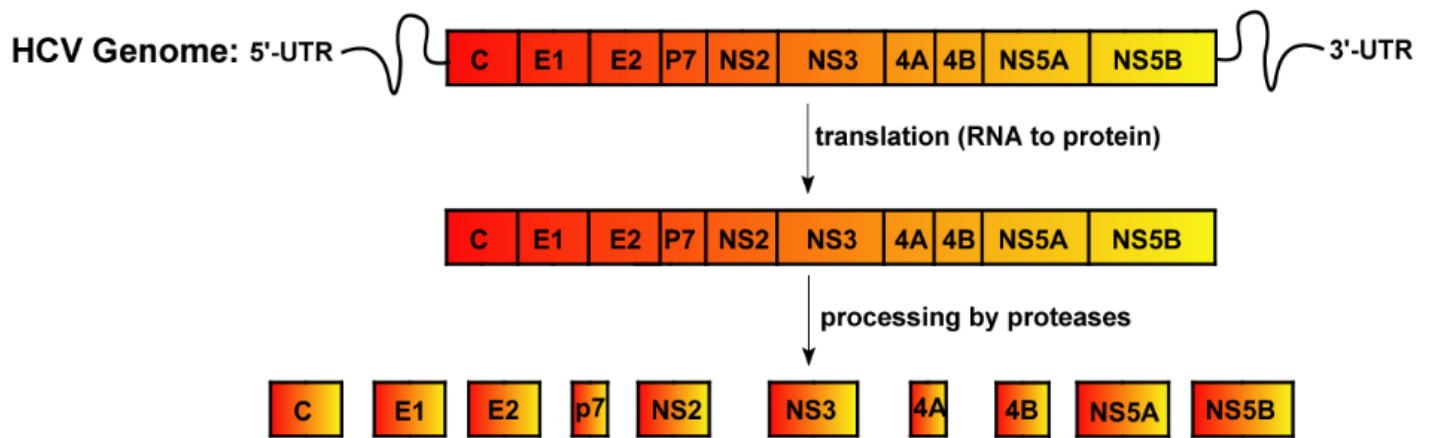 HCV Genome: 5'-UTR C E1 E2 P7 NS2 NS3 4A 4B NS5A NS5B 3'-UTR
translation (RNA to protein)
C E1 E2 P7 NS2 NS3 4A 4B NS5A NS5B
processing by proteases
C E1 E2 p7 NS2 NS3 4A 4B NS5A NS5B